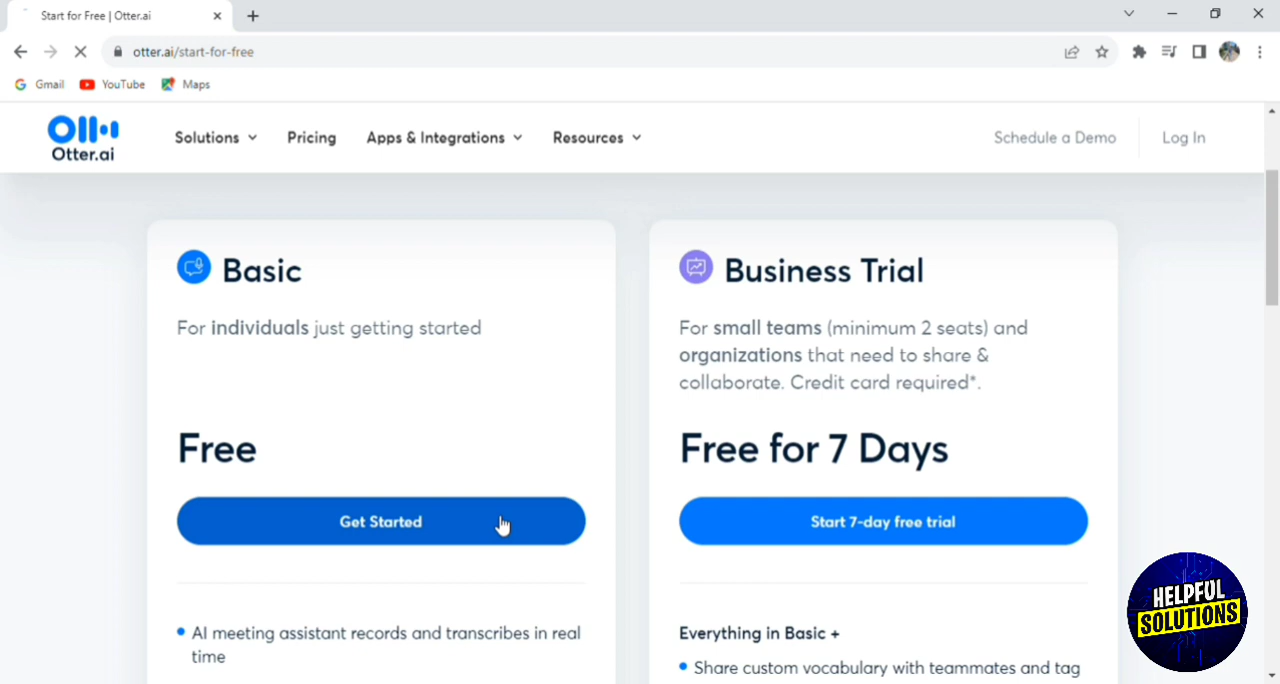 Start for Free | Otter.ai
otter.ai/start-for-free
Gmail YouTube Maps
Otter.ai
Solutions Pricing Apps & Integrations Resources Schedule a Demo Log In
Basic
For individuals just getting started
Free
Get Started
AI meeting assistant records and transcribes in real
time
Business Trial
For small teams (minimum 2 seats) and
organizations that need to share &
collaborate. Credit card required*.
Free for 7 Days
Start 7-day free trial
Everything in Basic +
Share custom vocabulary with teammates and tag
HELPFUL
SOLUTIONS